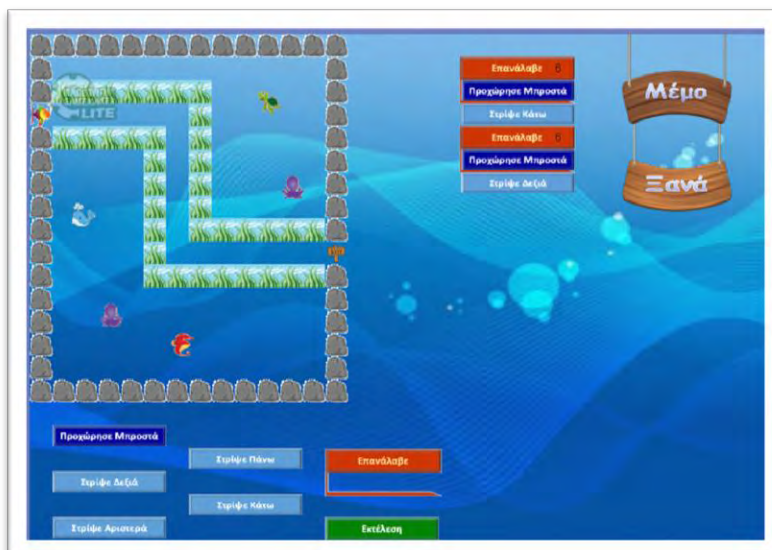 LITE
Επανάλαβε 6
Προχώρησε Μπροστά
Στρίψε Κάτω
Επανάλαβε 6
Προχώρησε Μπροστά
Στρίψε Δεξιά
Μέμο
Ξανά
Προχώρησε Μπροστά
Στρίψε Πάνω
Επανάλαβε
Στρίψε Δεξιά
Στρίψε Κάτω
Στρίψε Αριστερά
Εκτέλεση